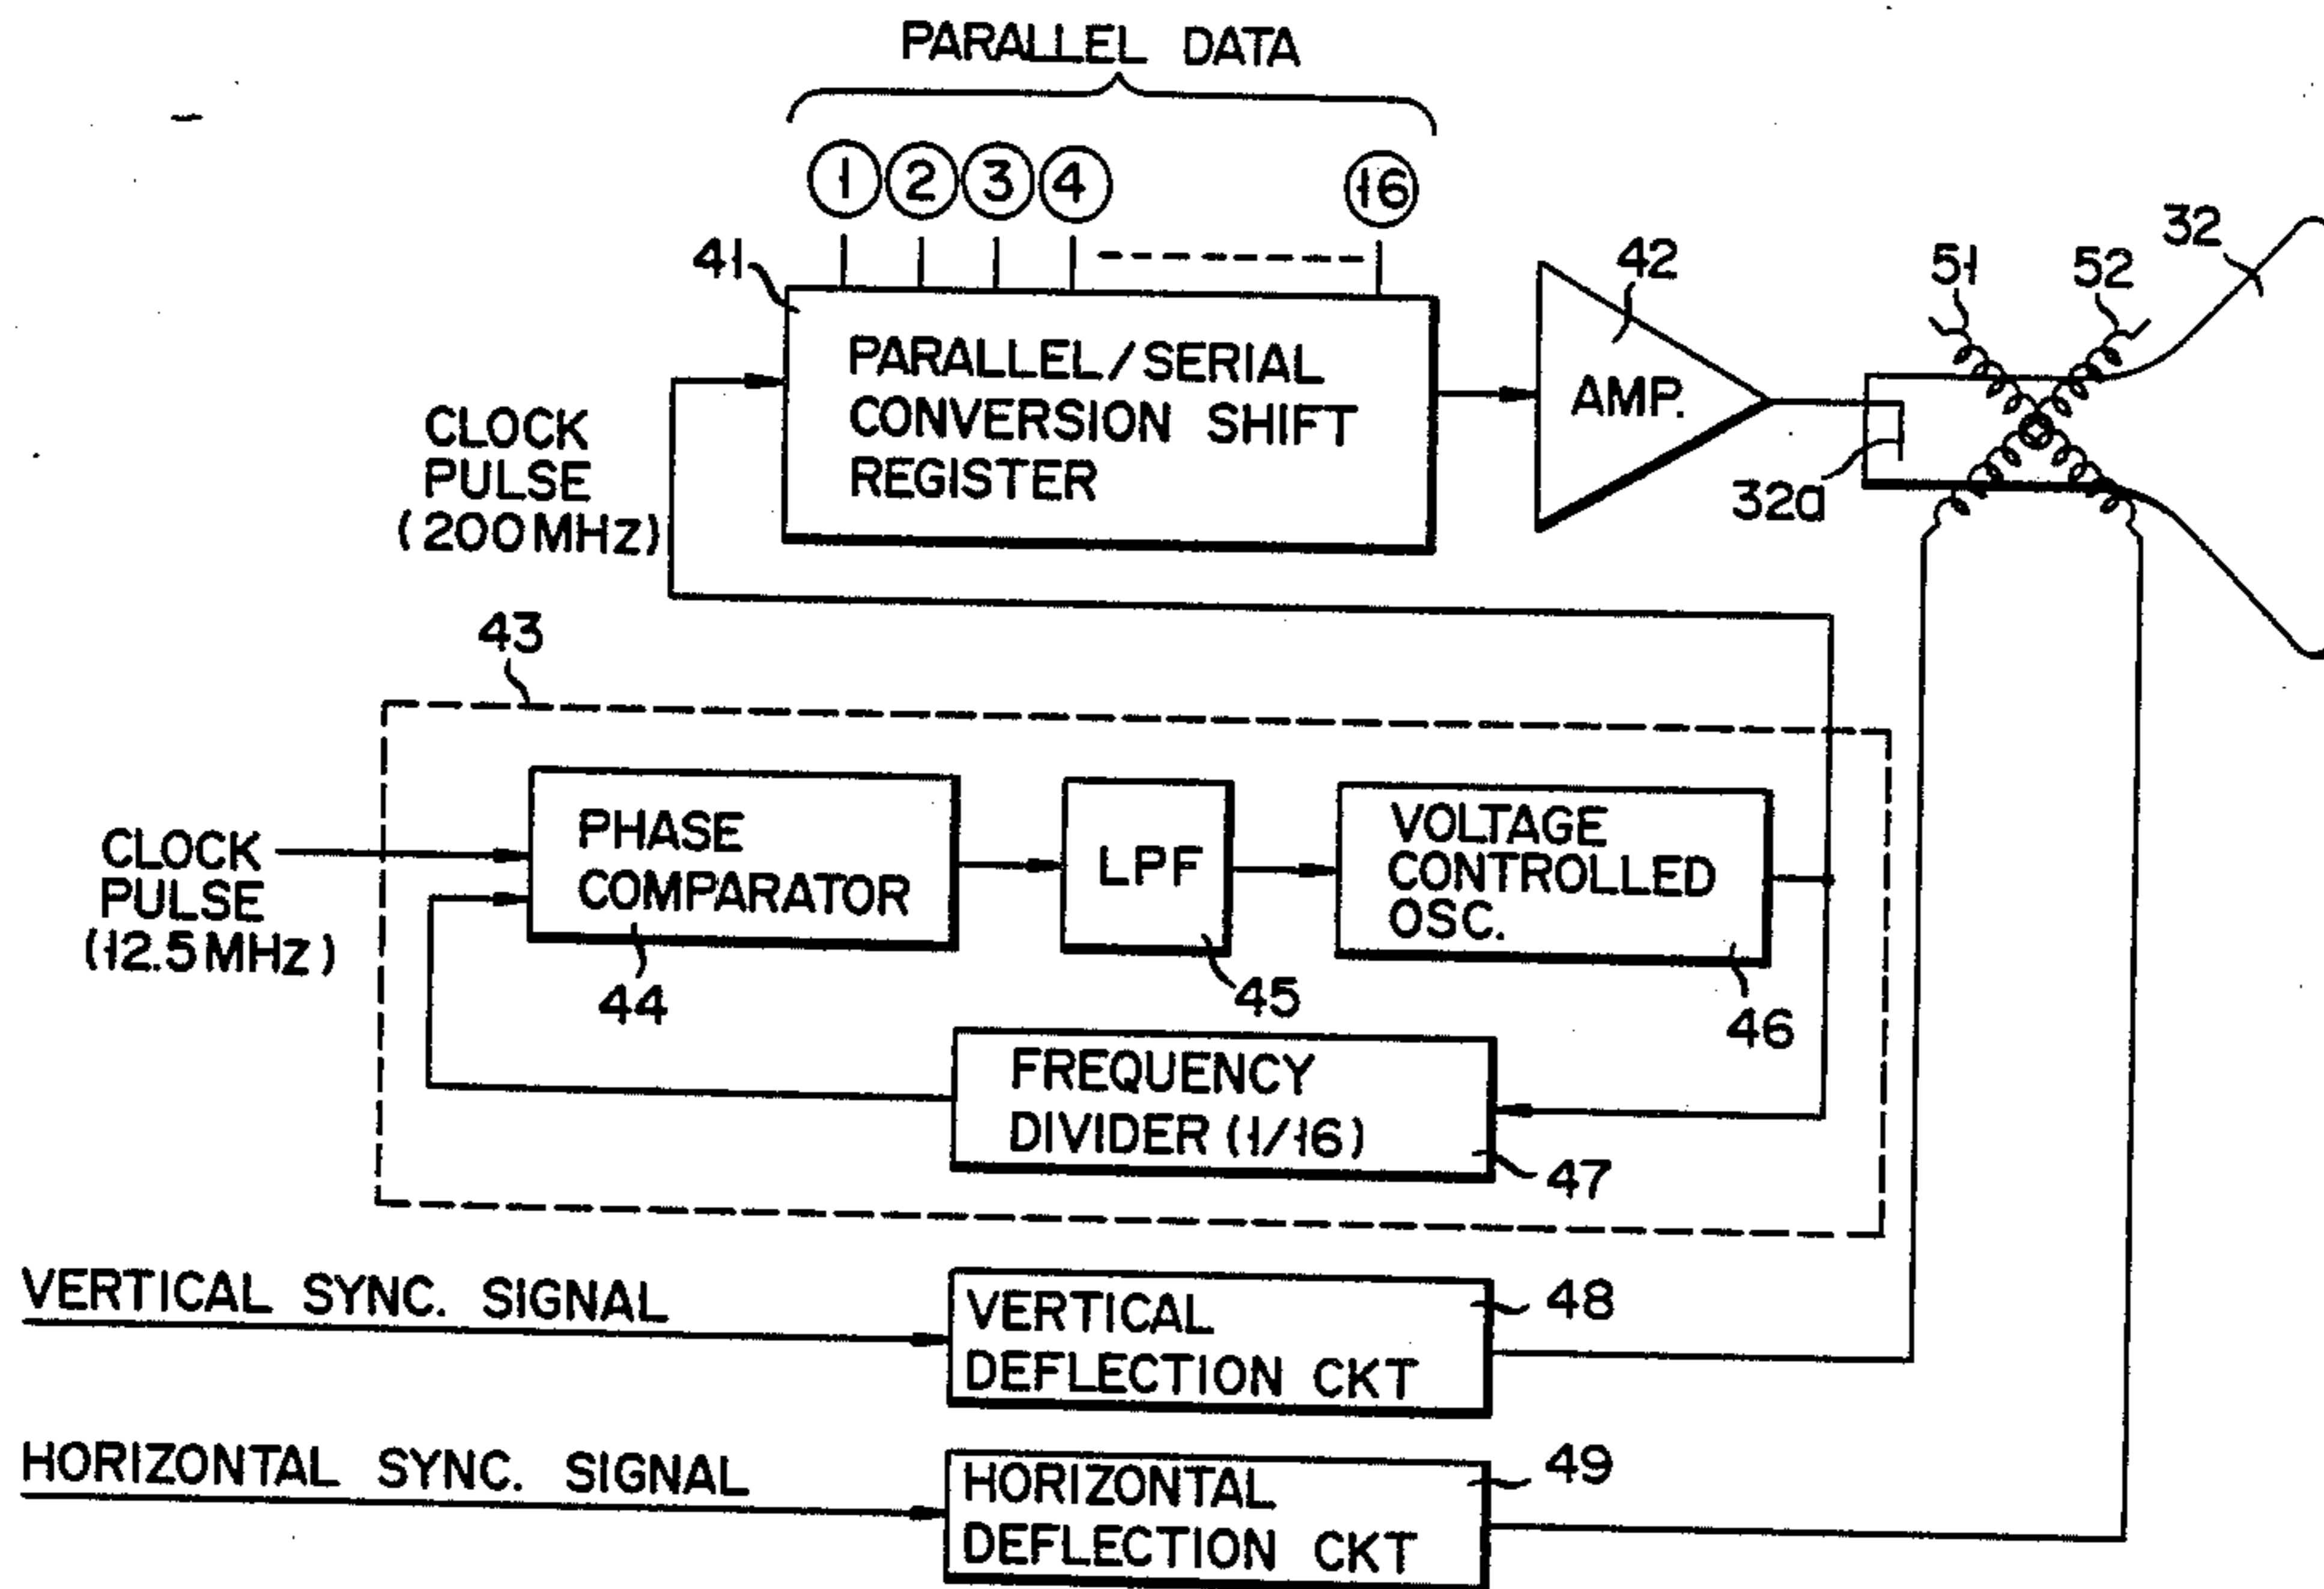 PARALLEL DATA
1 2 3 4 16
41
42
51
52
32
PARALLEL/SERIAL
CONVERSION SHIFT
REGISTER
AMP.
32a
CLOCK
PULSE
(200MHZ)
43
CLOCK
PULSE
(12.5MHZ)
PHASE
COMPARATOR
44
LPF
45
VOLTAGE
CONTROLLED
OSC.
46
FREQUENCY
DIVIDER (1/16)
47
VERTICAL SYNC. SIGNAL
VERTICAL
DEFLECTION CKT
48
HORIZONTAL SYNC. SIGNAL
HORIZONTAL
DEFLECTION CKT
49